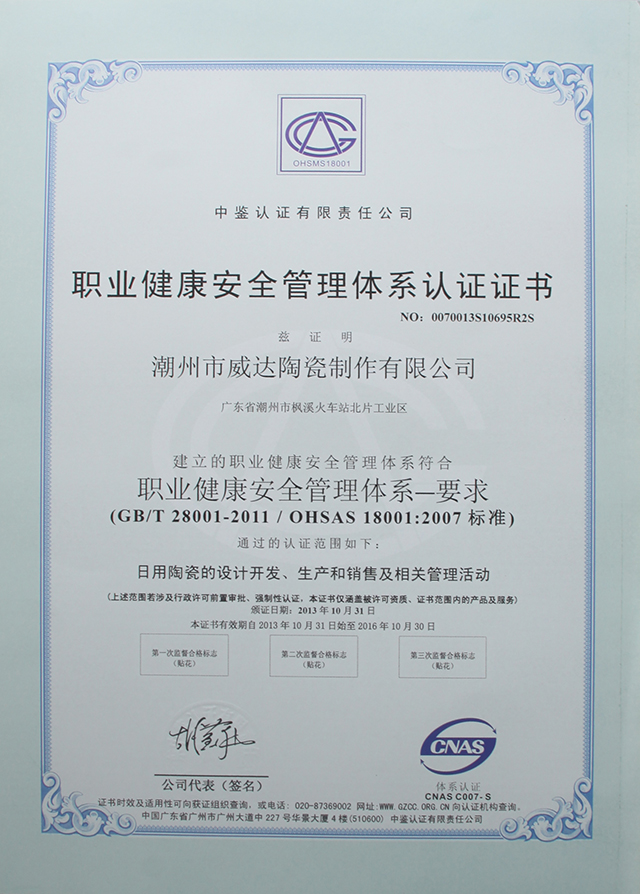 CAG
OHSMS18001
中鉴认证有限责任公司
职业健康安全管理体系认证证书
NO：0070013S10695R2S
兹 证 明
潮州市威达陶瓷制作有限公司
广东省潮州市枫溪火车站北片工业区
建立的职业健康安全管理体系符合
职业健康安全管理体系—要求
(GB/T 28001-2011 / OHSAS 18001:2007 标准)
通过的认证范围如下：
日用陶瓷的设计开发、生产和销售及相关管理活动
(上述范围若涉及行政许可前置审批、强制性认证，本证书仅涵盖被许可资质、证书范围内的产品及服务)
颁证日期：2013 年 10 月 31 日
本证书有效期自 2013 年 10 月 31 日始至 2016 年 10 月 30 日
第一次监督合格标志
（贴花）
第二次监督合格标志
（贴花）
第三次监督合格标志
（贴花）
CNAS
体系认证
CNAS C007-S
公司代表（签名）
证书时效及适用性可向获证组织查询，或电话：020-87369002 网址:WWW.GZCC.ORG.CN 向认证机构查询。
中国广东省广州市广州大道中 227 号华景大厦 4 楼(510600) 中鉴认证有限责任公司